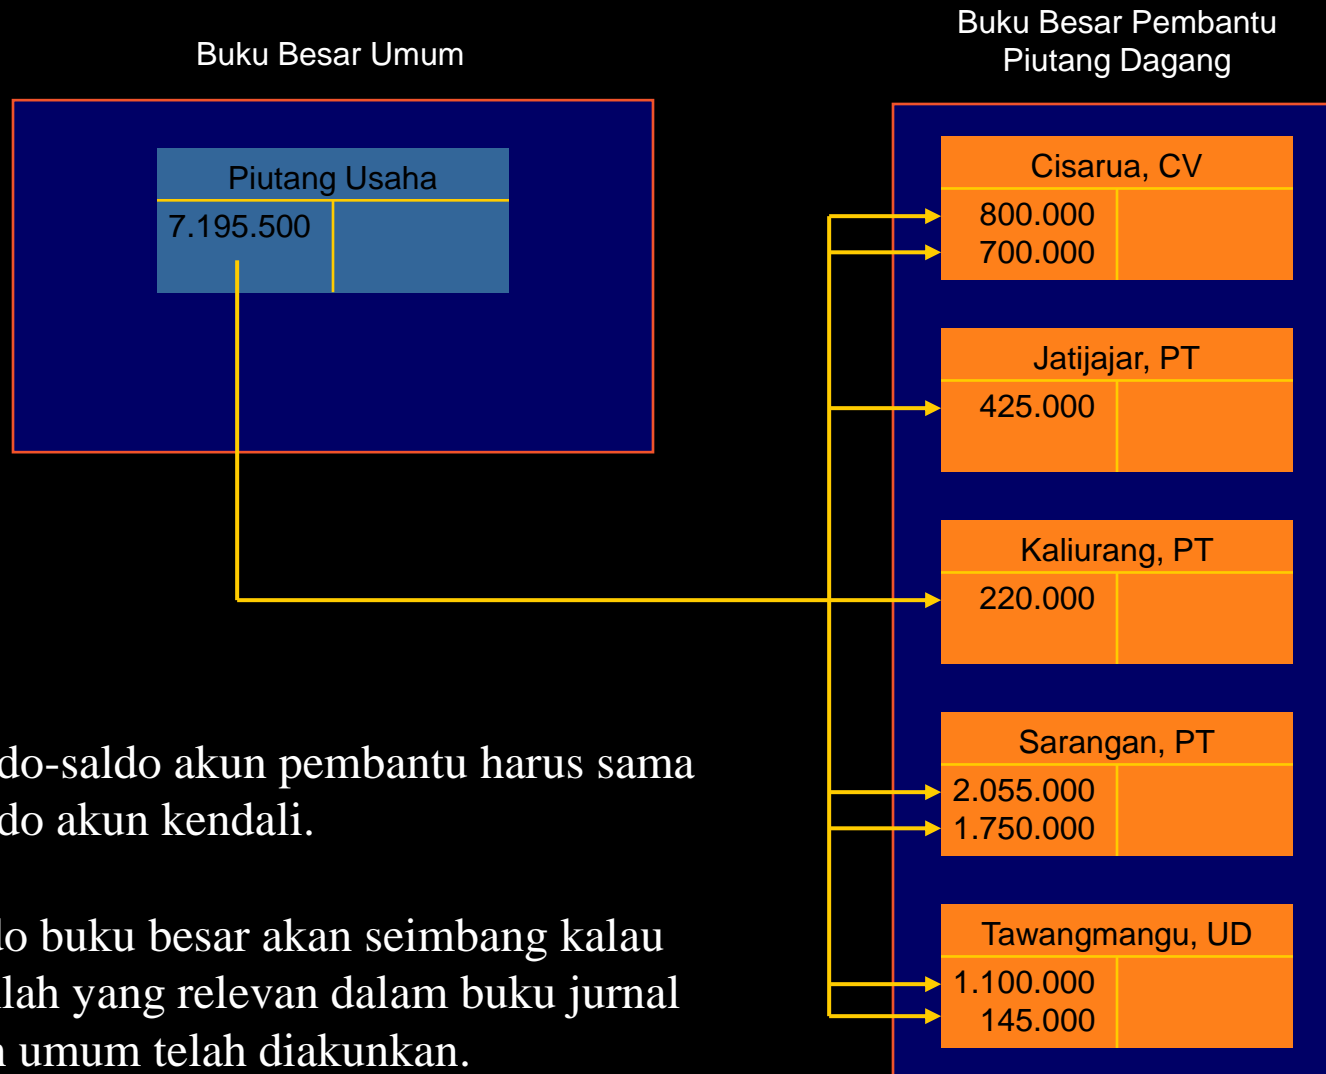 Buku Besar Umum
Piutang Usaha
7.195.500
Buku Besar Pembantu
Piutang Dagang
Cisarua, CV
800.000
700.000
Jatijajar, PT
425.000
Kaliurang, PT
220.000
Sarangan, PT
2.055.000
1.750.000
Tawangmangu, UD
1.100.000
145.000
do-saldo akun pembantu harus sama
do akun kendali.
do buku besar akan seimbang kalau
lah yang relevan dalam buku jurnal
umum telah diakunkan.